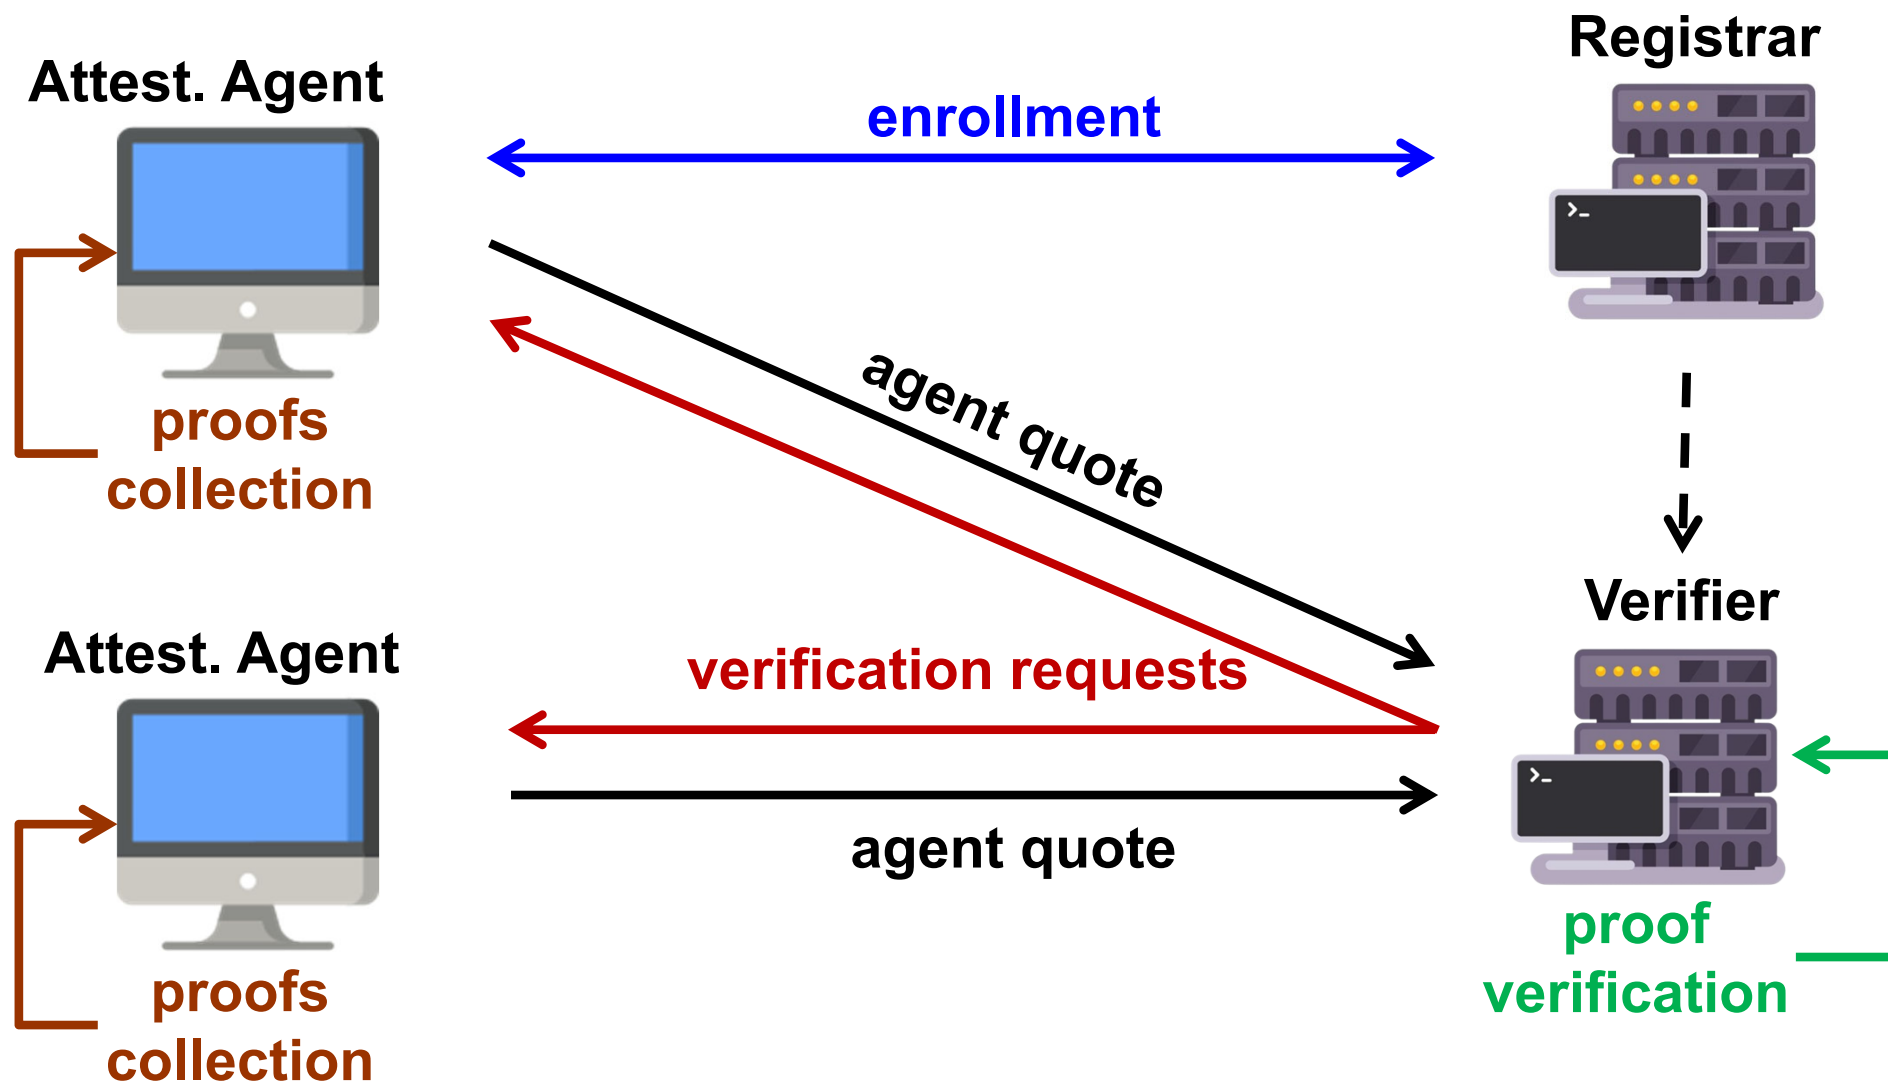 Registrar
Attest. Agent
enrollment
>_
proofs
collection
agent quote
Verifier
Attest. Agent
verification requests
>_
agent quote
proof
verification
proofs
collection